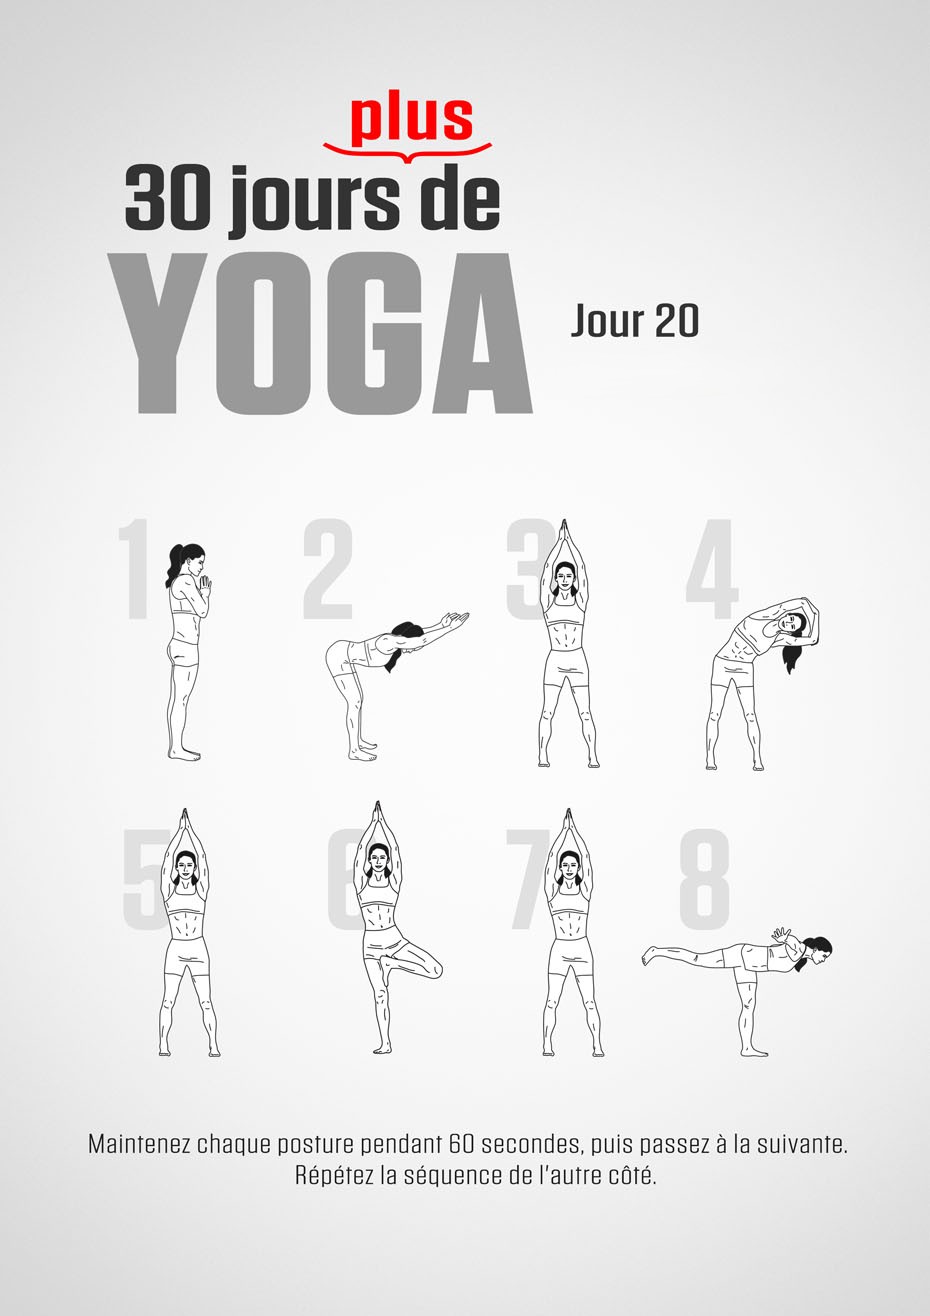 plus
30 jours de
YOGA
Jour 20
1 2 3 4
5 6 7 8
Maintenez chaque posture pendant 60 secondes, puis passez à la suivante.
Répétez la séquence de l'autre côté.